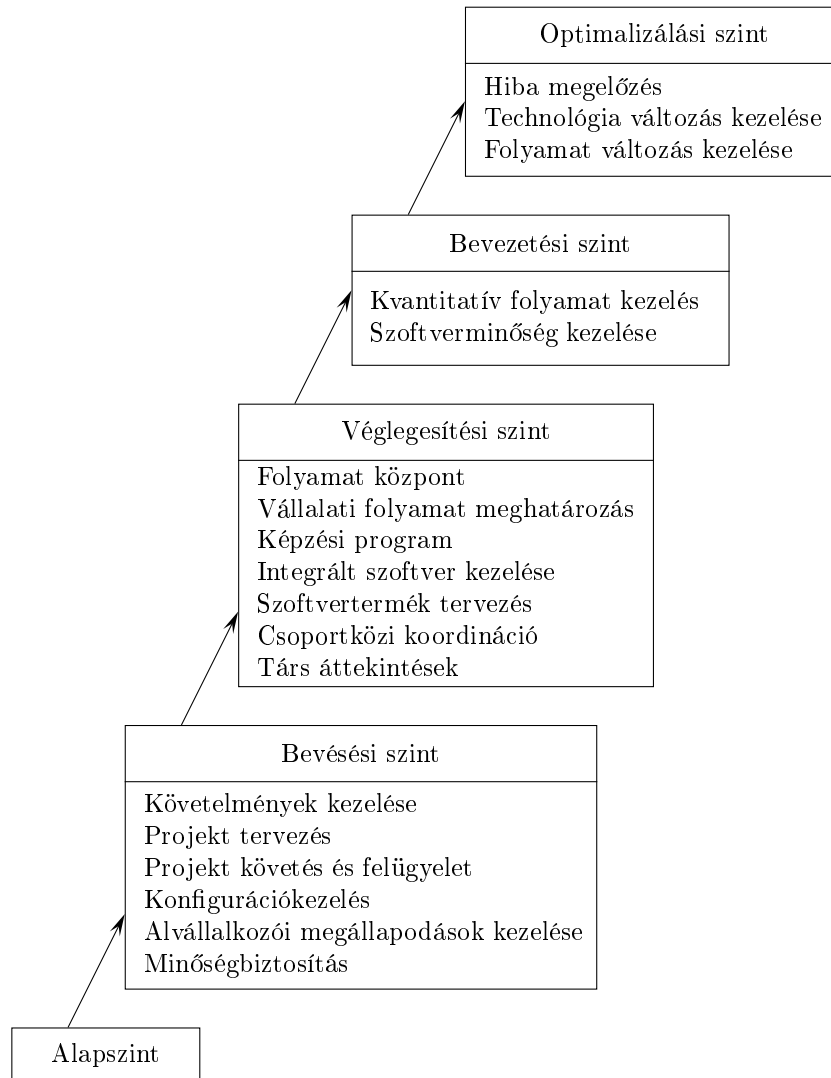 Optimalizálási szint
Hiba megelőzés
Technológia változás kezelése
Folyamat változás kezelése
Bevezetési szint
Kvantitatív folyamat kezelés
Szoftverminőség kezelése
Véglegesítési szint
Folyamat központ
Vállalati folyamat meghatározás
Képzési program
Integrált szoftver kezelése
Szoftvertermék tervezés
Csoportközi koordináció
Társ áttekintések
Bevésési szint
Követelmények kezelése
Projekt tervezés
Projekt követés és felügyelet
Konfigurációkezelés
Alvállalkozói megállapodások kezelése
Minőségbiztosítás
Alapszint